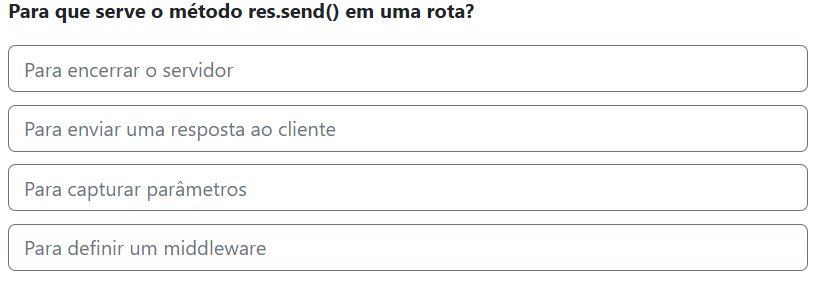 Para que serve o método res.send() em uma rota?
Para encerrar o servidor
Para enviar uma resposta ao cliente
Para capturar parâmetros
Para definir um middleware